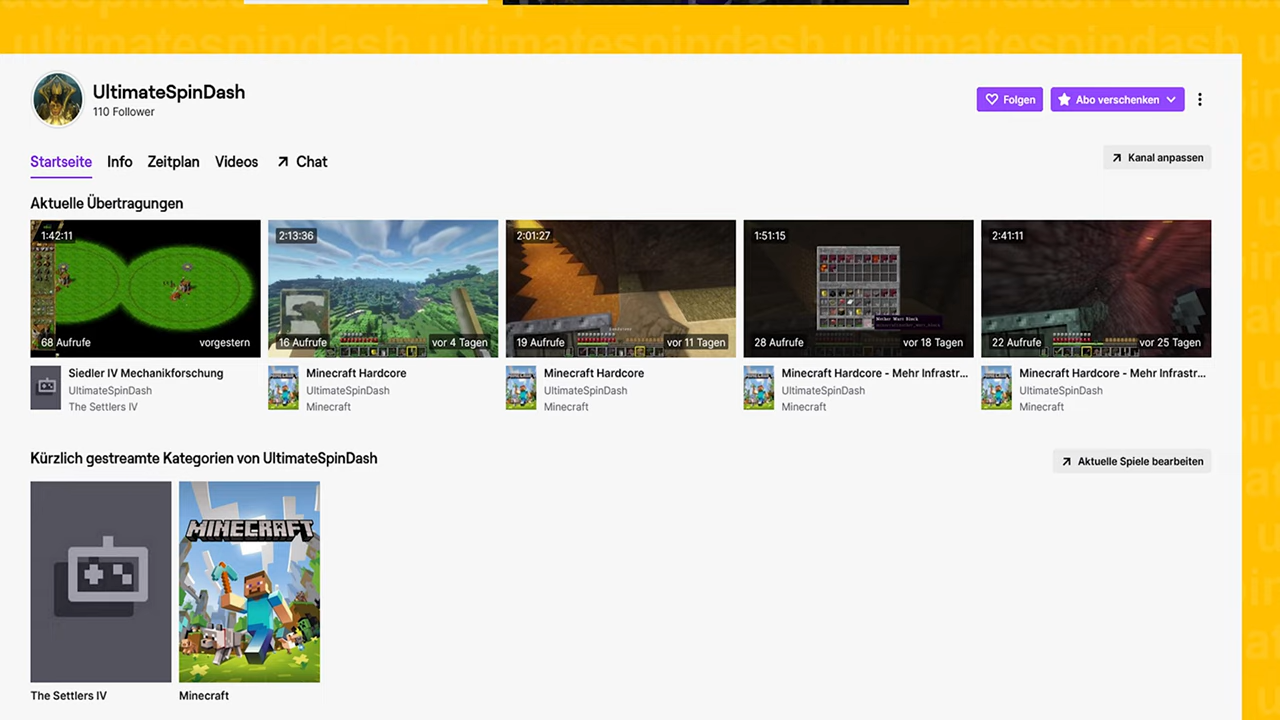 ultimatespindash ultimatespindash ultimatespindash
UltimateSpinDash
110 Follower
Folgen
Abo verschenken
Startseite
Info
Zeitplan
Videos
Chat
Kanal anpassen
Aktuelle Übertragungen
1:42:11
68 Aufrufe
vorgestern
Siedler IV Mechanikforschung
UltimateSpinDash
The Settlers IV
2:13:36
16 Aufrufe
vor 4 Tagen
Minecraft Hardcore
UltimateSpinDash
Minecraft
2:01:27
19 Aufrufe
vor 11 Tagen
Minecraft Hardcore
UltimateSpinDash
Minecraft
1:51:15
Nether Wart Block
28 Aufrufe
vor 18 Tagen
Minecraft Hardcore - Mehr Infrastr...
UltimateSpinDash
Minecraft
2:41:11
22 Aufrufe
vor 25 Tagen
Minecraft Hardcore - Mehr Infrastr...
UltimateSpinDash
Minecraft
Kürzlich gestreamte Kategorien von UltimateSpinDash
Aktuelle Spiele bearbeiten
MINECRAFT
The Settlers IV
Minecraft